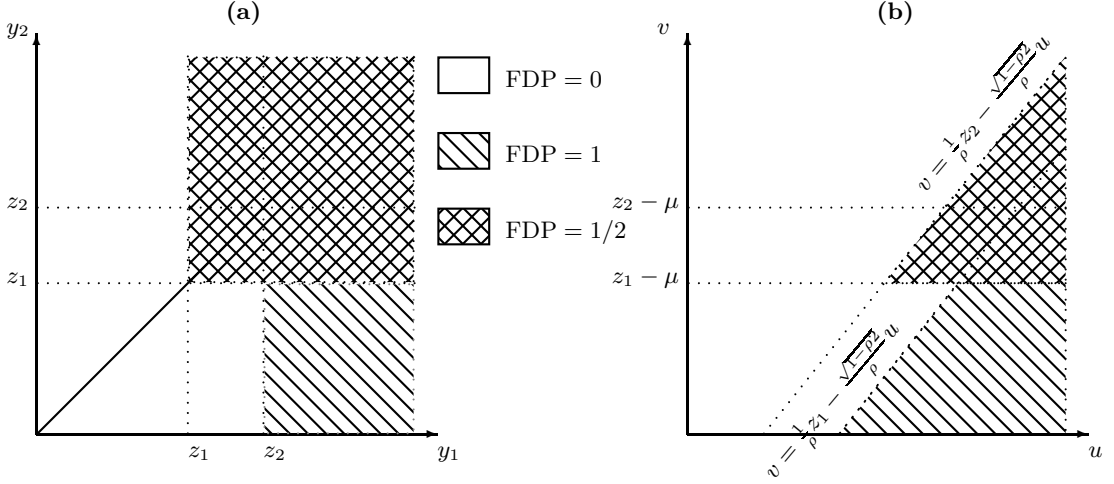 (a)
y₂
z₂
z₁
z₁
z₂
y₁
FDP = 0
FDP = 1
FDP = 1/2
(b)
v
z₂ − μ
z₁ − μ
v = 1/ρ z₂ − √(1−ρ²)/ρ u
v = 1/ρ z₁ − √(1−ρ²)/ρ u
u